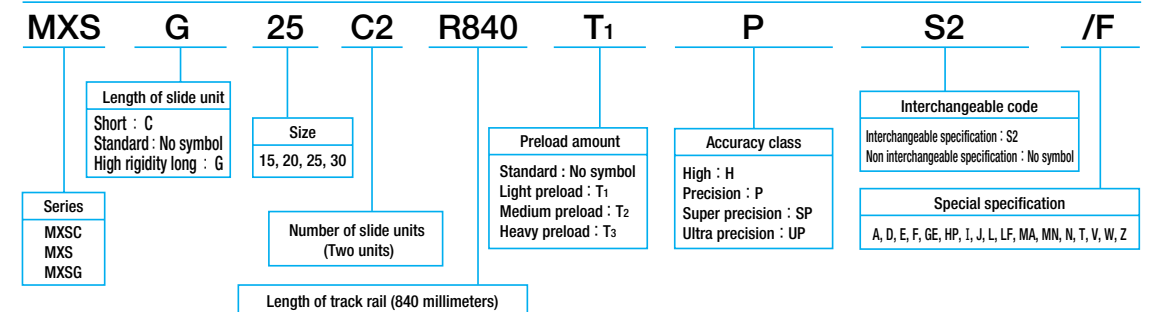 MXS G 25 C2 R840 T1 P S2 /F
Length of slide unit
Short : C
Standard : No symbol
High rigidity long : G
Size
15, 20, 25, 30
Preload amount
Standard : No symbol
Light preload : T1
Medium preload : T2
Heavy preload : T3
Accuracy class
High : H
Precision : P
Super precision : SP
Ultra precision : UP
Interchangeable code
Interchangeable specification : S2
Non interchangeable specification : No symbol
Series
MXSC
MXS
MXSG
Number of slide units
(Two units)
Special specification
A, D, E, F, GE, HP, I, J, L, LF, MA, MN, N, T, V, W, Z
Length of track rail (840 millimeters)